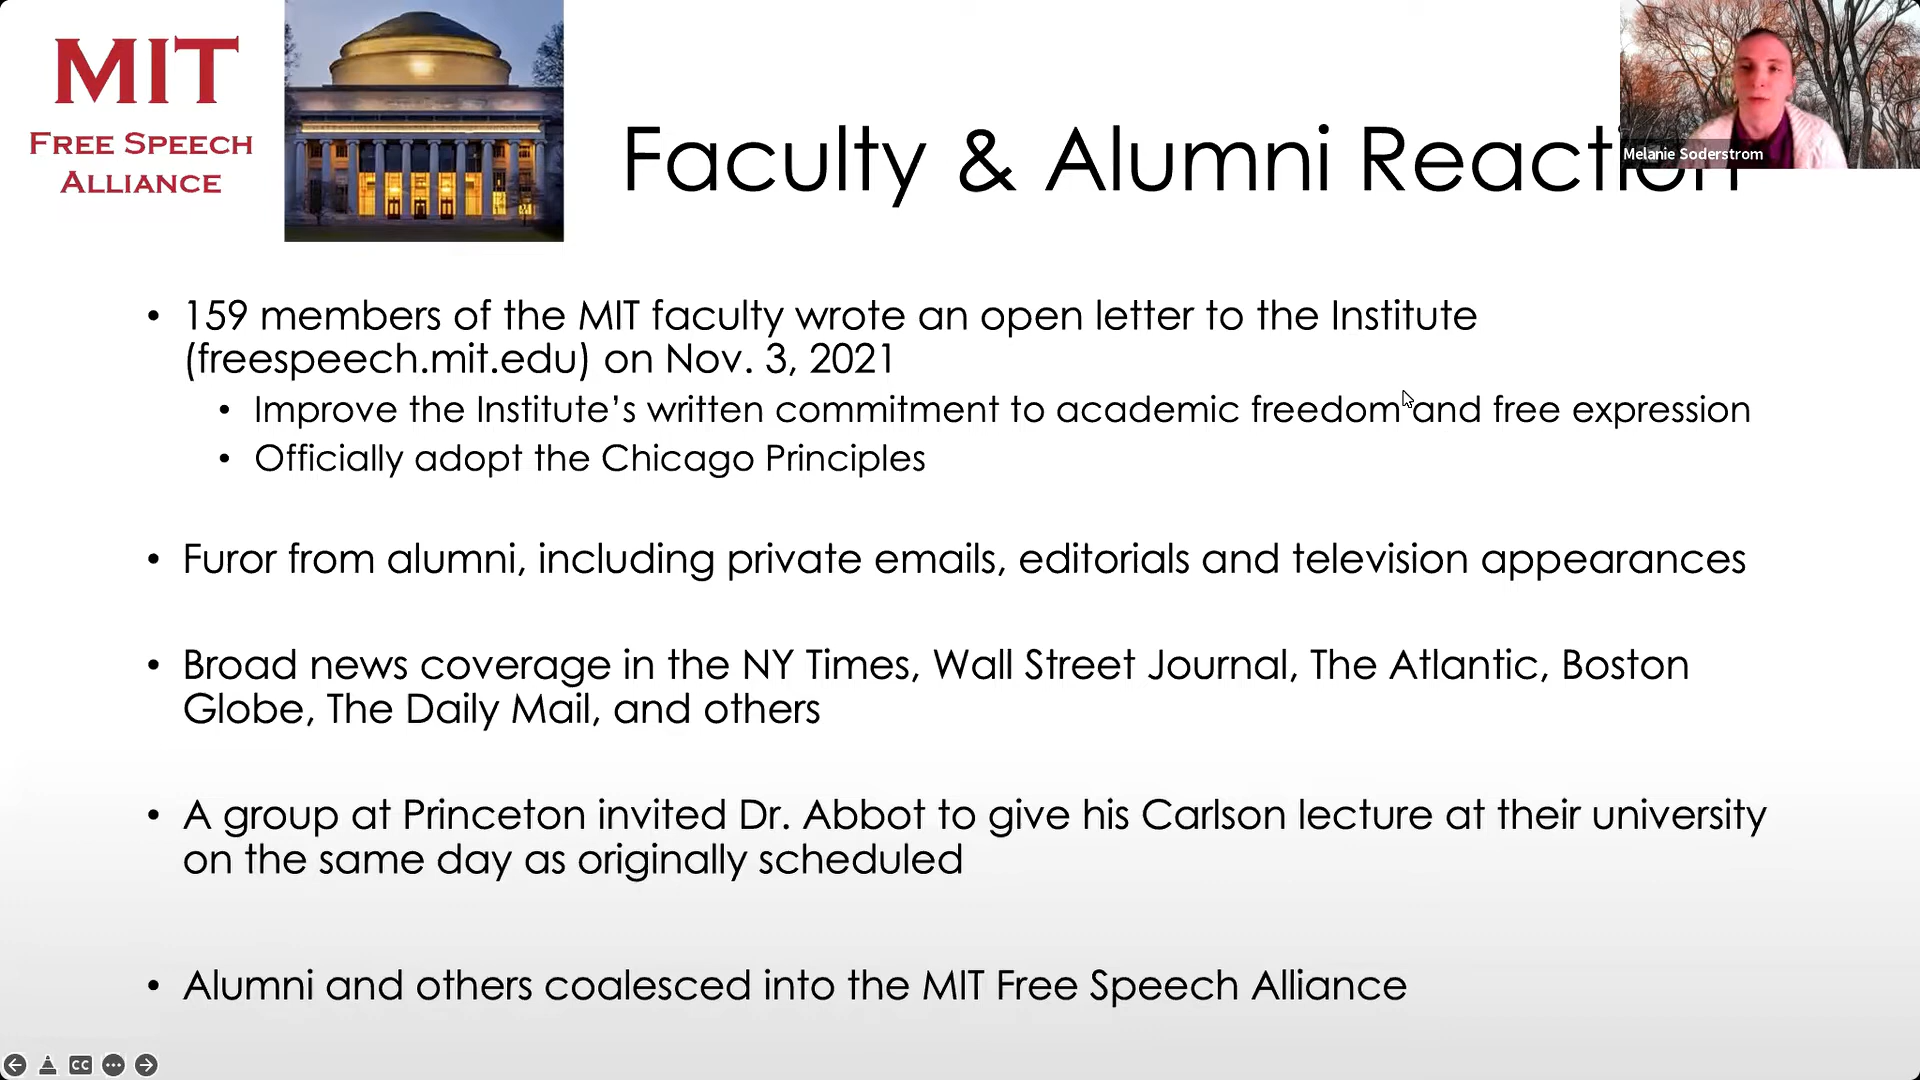 MIT
FREE SPEECH
ALLIANCE
Faculty & Alumni Reaction
Melanie Soderstrom
• 159 members of the MIT faculty wrote an open letter to the Institute
(freespeech.mit.edu) on Nov. 3, 2021
• Improve the Institute’s written commitment to academic freedom and free expression
• Officially adopt the Chicago Principles
• Furor from alumni, including private emails, editorials and television appearances
• Broad news coverage in the NY Times, Wall Street Journal, The Atlantic, Boston
Globe, The Daily Mail, and others
• A group at Princeton invited Dr. Abbot to give his Carlson lecture at their university
on the same day as originally scheduled
• Alumni and others coalesced into the MIT Free Speech Alliance
CC